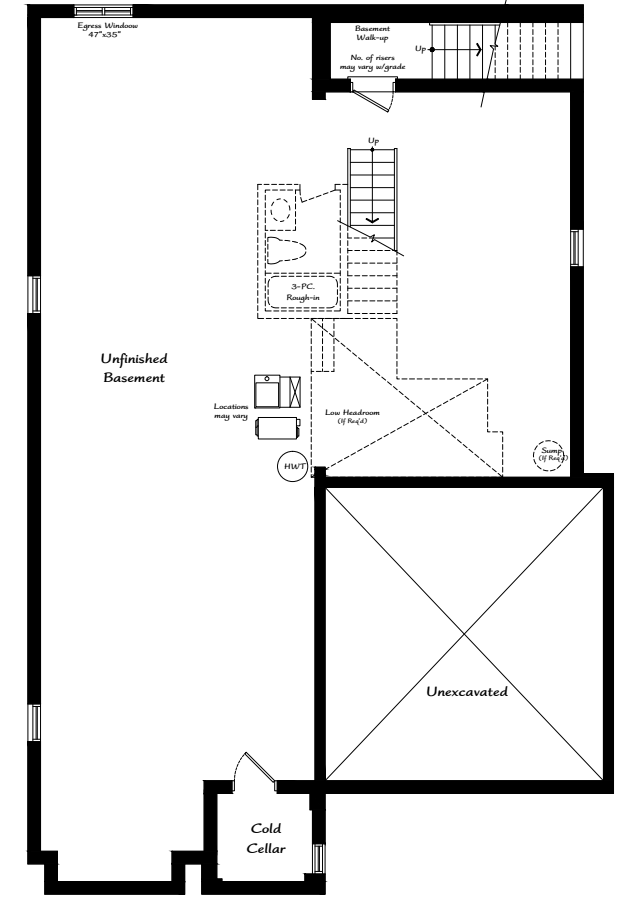 Egress Windoow
47"x35"
Basement
Walk-up
No. of risers
may vary w/grade
Up
Up
3-PC.
Rough-in
Unfinished
Basement
Locations
may vary
Low Headroom
(If Req'd)
HWT
Sump
(If Req'd)
Unexcavated
Cold
Cellar